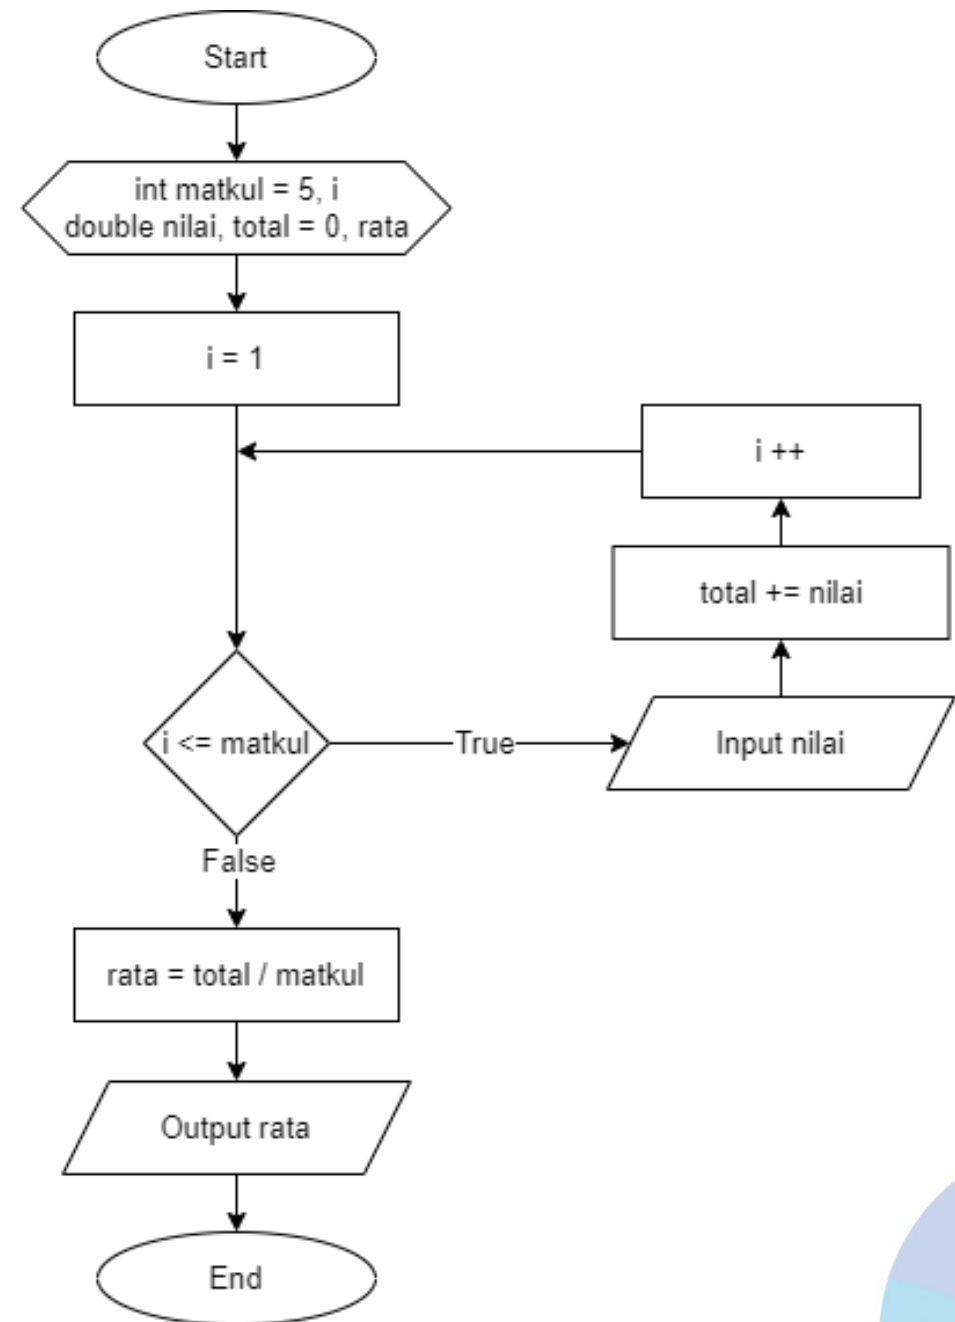 Start
int matkul = 5, i
double nilai, total = 0, rata
i = 1
i ++
total += nilai
i <= matkul
True
Input nilai
False
rata = total / matkul
Output rata
End